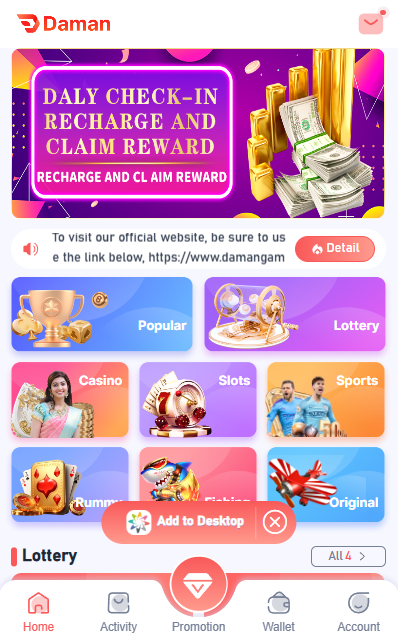 Daman
DALY CHECK-IN
RECHARGE AND
CLAIM REWARD
RECHARGE AND CL AIM REWARD
To visit our official website, be sure to us
e the link below, https://www.damangam
Detail
Popular
Lottery
Casino
Slots
Sports
Rummy
Fishing
Original
Add to Desktop
Lottery
All 4 >
Home
Activity
Promotion
Wallet
Account